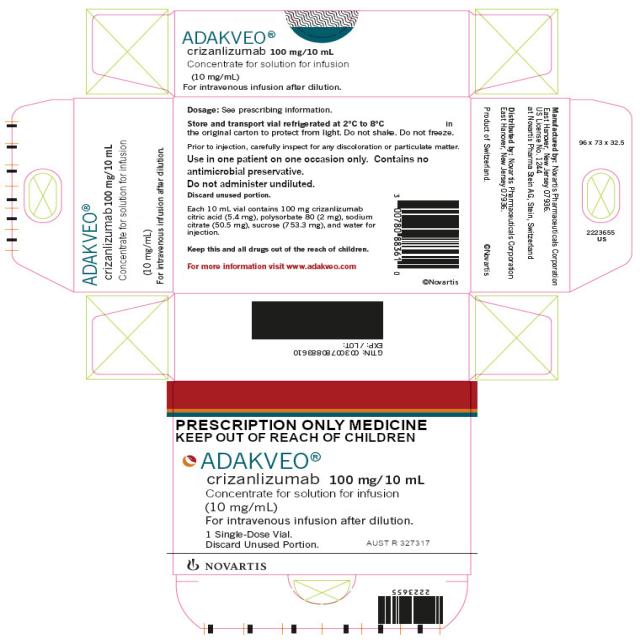 ADAKVEO®
crizanlizumab 100 mg/10 mL
Concentrate for solution for infusion
(10 mg/mL)
For intravenous infusion after dilution.
ADAKVEO®
crizanlizumab 100 mg/10 mL
Concentrate for solution for infusion
(10 mg/mL)
For intravenous infusion after dilution.
Dosage: See prescribing information.
Store and transport vial refrigerated at 2°C to 8°C in
the original carton to protect from light. Do not shake. Do not freeze.
Prior to injection, carefully inspect for any discoloration or particulate matter.
Use in one patient on one occasion only. Contains no
antimicrobial preservative.
Do not administer undiluted.
Discard unused portion.
Each 10 mL vial contains 100 mg crizanlizumab
citric acid (5.4 mg), polysorbate 80 (2 mg), sodium
citrate (50.5 mg), sucrose (753.3 mg), and water for
injection.
Keep this and all drugs out of the reach of children.
For more information visit www.adakveo.com
3 00780 88361 0
©Novartis
Manufactured by: Novartis Pharmaceuticals Corporation
East Hanover, New Jersey 07936.
US License No. 1244
at Novartis Pharma Stein AG, Stein, Switzerland
Distributed by: Novartis Pharmaceuticals Corporation
East Hanover, New Jersey 07936.
Product of Switzerland.
©Novartis
96 x 73 x 32.5
2223655
US
GTIN: 00300780883610
EXP: / LOT:
PRESCRIPTION ONLY MEDICINE
KEEP OUT OF REACH OF CHILDREN
ADAKVEO®
crizanlizumab 100 mg/10 mL
Concentrate for solution for infusion
(10 mg/mL)
For intravenous infusion after dilution.
1 Single-Dose Vial.
Discard Unused Portion.
AUST R 327317
NOVARTIS
2223655